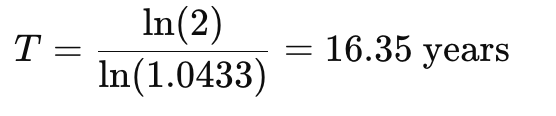 T = ln(2) / ln(1.0433) = 16.35 years